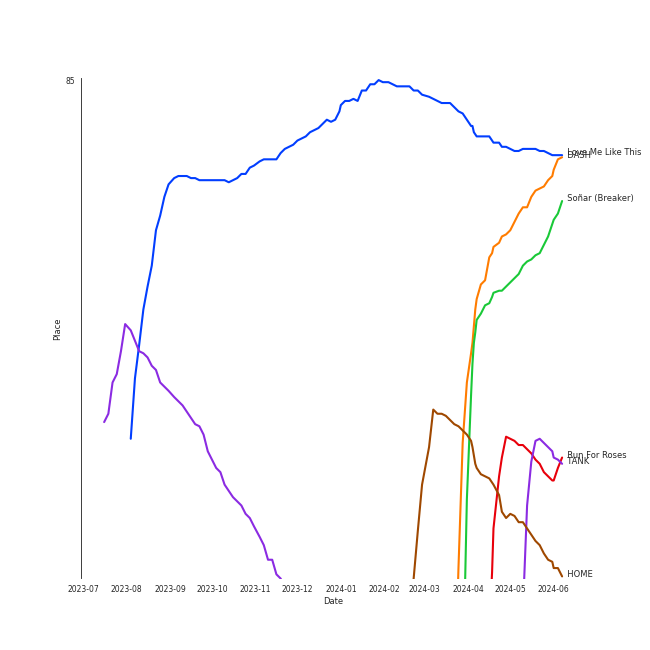 85
Love Me Like This
DASH
Soñar (Breaker)
Place
Run For Roses
TANK
HOME
2023-07 2023-08 2023-09 2023-10 2023-11 2023-12 2024-01 2024-02 2024-03 2024-04 2024-05 2024-06
Date